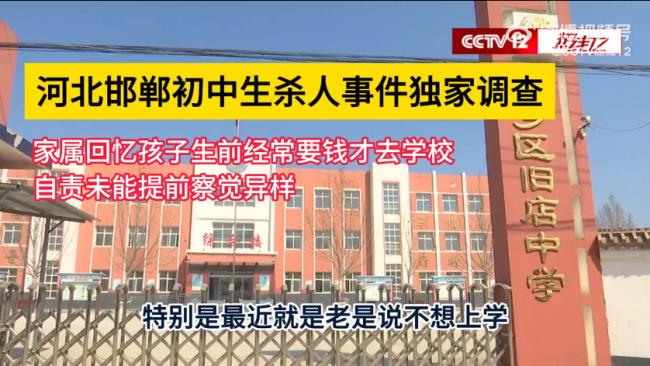 CCTV12
河北邯郸初中生杀人事件独家调查
家属回忆孩子生前经常要钱才去学校
自责未能提前察觉异样
区旧店中学
特别是最近就是老是说不想上学